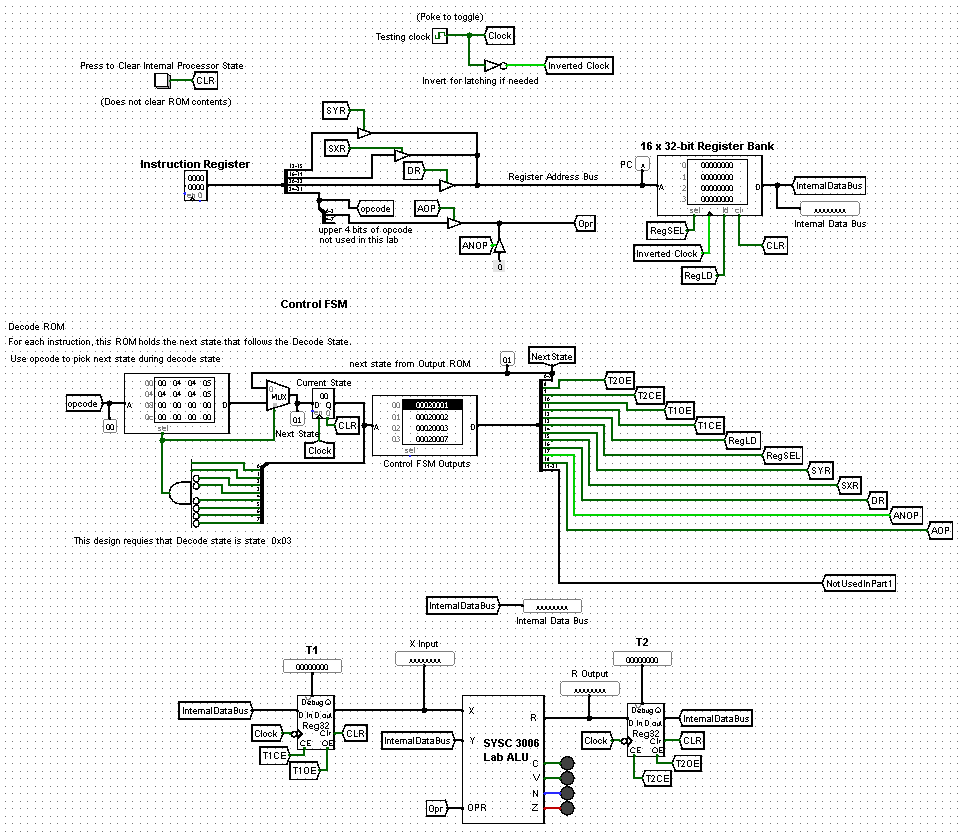 (Poke to toggle)
Testing clock
Clock
Inverted Clock
Invert for latching if needed
Press to Clear Internal Processor State
CLR
(Does not clear ROM contents)
SYR
SXR
DR
Instruction Register
0000
0000
opcode
AOP
upper 4 bits of opcode
not used in this lab
ANOP
0
Opr
Register Address Bus
16 x 32-bit Register Bank
PC
x
A
0 00000000
1 00000000
2 00000000
3 00000000
D
sel ld clr
InternalDataBus
xxxxxxxx
Internal Data Bus
RegSEL
Inverted Clock
CLR
RegLD
Control FSM
Decode ROM
For each instruction, this ROM holds the next state that follows the Decode State.
Use opcode to pick next state during decode state
next state from Output ROM
01
NextState
opcode
00
A
00 00 04 04 05
04 04 04 04 00
08 00 00 00 00
0c 00 00 00 00
D
sel
MUX
Current State
00
D Q
01
Next State
CLR
Clock
A
00 00020001
01 00020002
02 00020003
03 00020007
D
sel
Control FSM Outputs
T2OE
T2CE
T1OE
T1CE
RegLD
RegSEL
SYR
SXR
DR
ANOP
AOP
NotUsedInPart1
This design requies that Decode state is state 0x03
InternalDataBus
xxxxxxxx
Internal Data Bus
T1
00000000
X Input
xxxxxxxx
T2
00000000
R Output
xxxxxxxx
InternalDataBus
Debug Q
D In D out
Reg32
Clr
CE OE
Clock
CLR
T1CE
T1OE
InternalDataBus
X
Y
OPR
SYSC 3006
Lab ALU
R
C
V
N
Z
Opr
Clock
Debug Q
D In D out
Reg32
Clr
CE OE
InternalDataBus
CLR
T2OE
T2CE